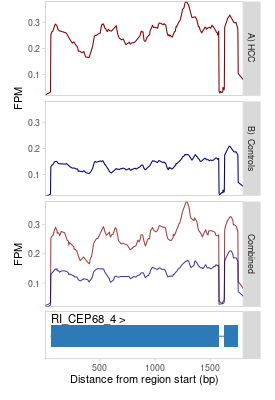 0.3
0.2
0.1
A) HCC
FPM
0.3
0.2
0.1
B): Controls
0.3
0.2
0.1
FPM
Combined
RI_CEP68_4 >
500 1000 1500
Distance from region start (bp)